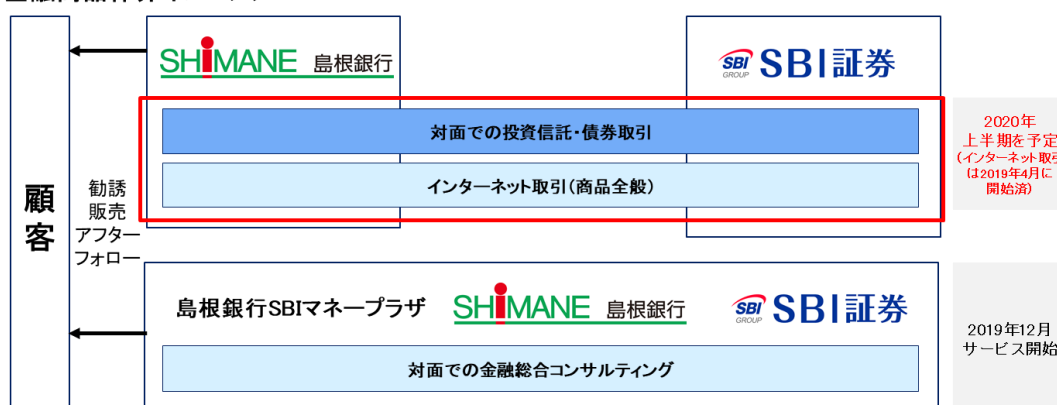 SHIMANE 島根銀行
SBI GROUP SBI証券
対面での投資信託・債券取引
インターネット取引(商品全般)
2020年
上半期を予定
(インターネット取引
は2019年4月に
開始済)
顧客
勧誘
販売
アフター
フォロー
島根銀行SBIマネープラザ
SHIMANE 島根銀行
SBI GROUP SBI証券
対面での金融総合コンサルティング
2019年12月
サービス開始